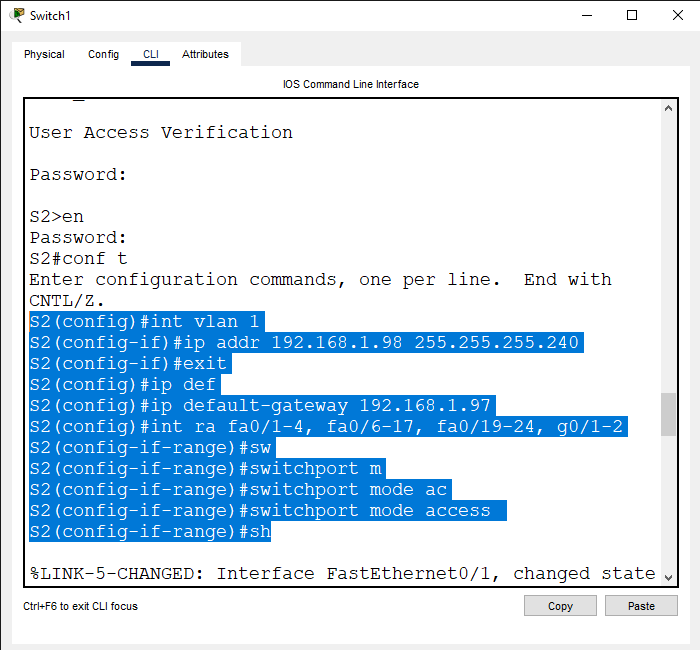 Switch1
Physical Config CLI Attributes
IOS Command Line Interface
User Access Verification
Password:
S2>en
Password:
S2#conf t
Enter configuration commands, one per line.  End with
CNTL/Z.
S2(config)#int vlan 1
S2(config-if)#ip addr 192.168.1.98 255.255.255.240
S2(config-if)#exit
S2(config)#ip def
S2(config)#ip default-gateway 192.168.1.97
S2(config)#int ra fa0/1-4, fa0/6-17, fa0/19-24, g0/1-2
S2(config-if-range)#sw
S2(config-if-range)#switchport m
S2(config-if-range)#switchport mode ac
S2(config-if-range)#switchport mode access
S2(config-if-range)#sh
%LINK-5-CHANGED: Interface FastEthernet0/1, changed state
Ctrl+F6 to exit CLI focus
Copy Paste